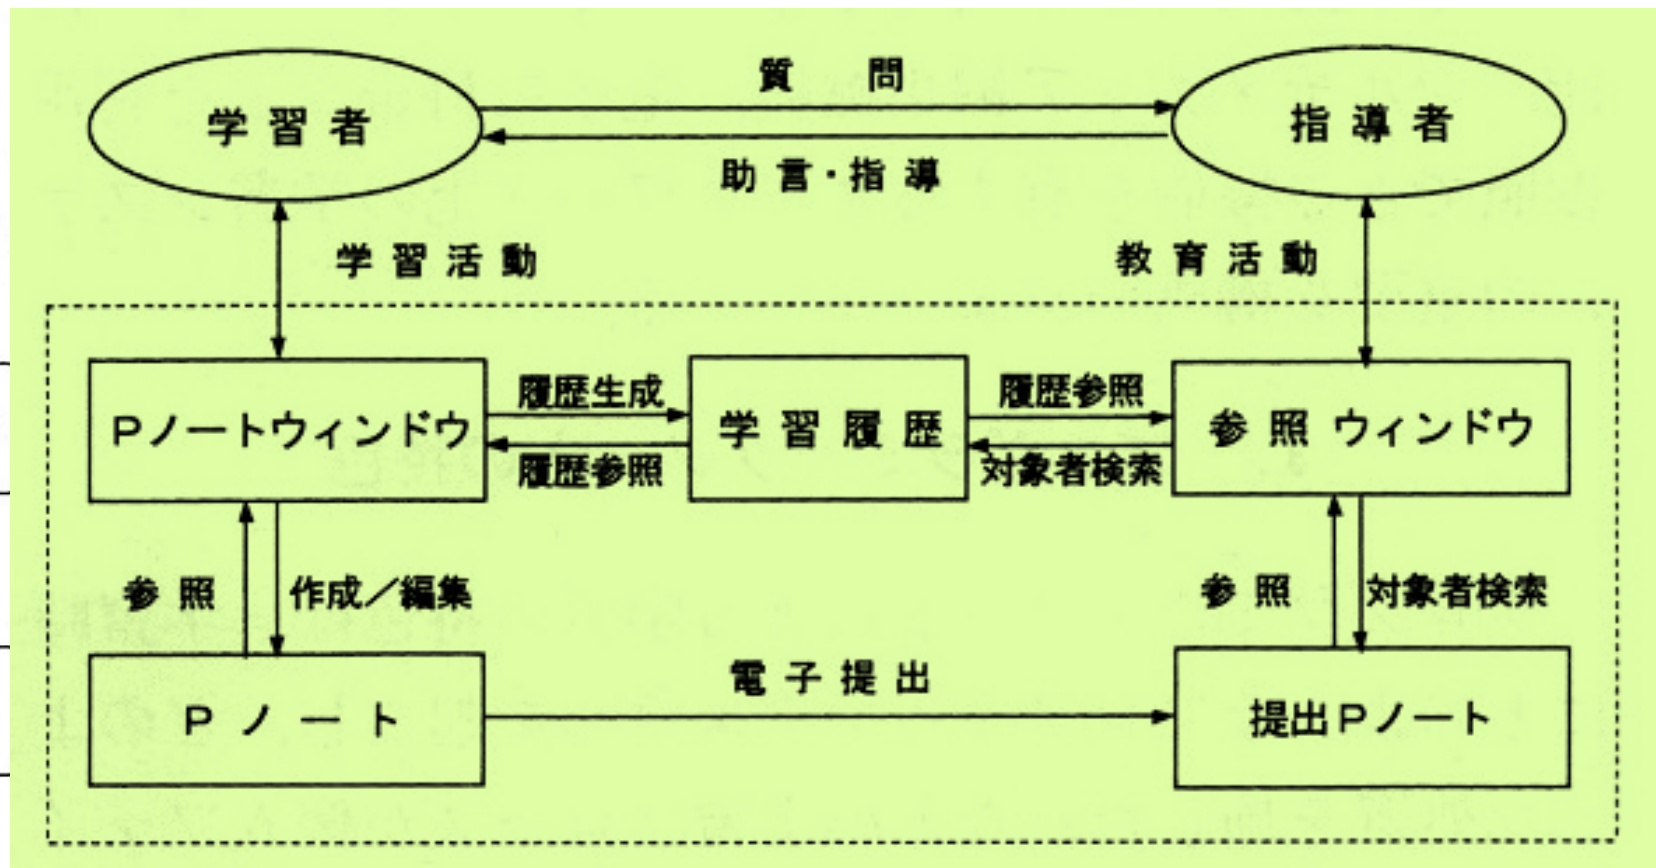 質問
学習者
指導者
助言・指導
学習活動
教育活動
履歴生成
履歴参照
Pノートウィンドウ
学習履歴
参照ウィンドウ
履歴参照
対象者検索
参照
作成／編集
参照
対象者検索
電子提出
Pノート
提出Pノート